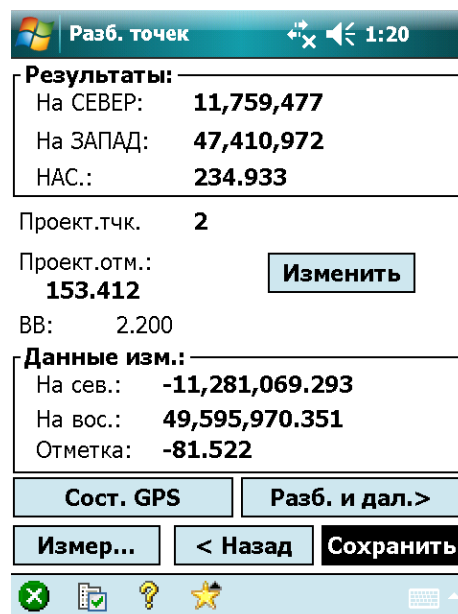 Разб. точек 1:20
Результаты:
На СЕВЕР: 11,759,477
На ЗАПАД: 47,410,972
НАС.: 234.933
Проект.тчк. 2
Проект.отм.:
Изменить
153.412
ВВ: 2.200
Данные изм.:
На сев.: -11,281,069.293
На вос.: 49,595,970.351
Отметка: -81.522
Сост. GPS Разб. и дал.>
Измер... < Назад Сохранить